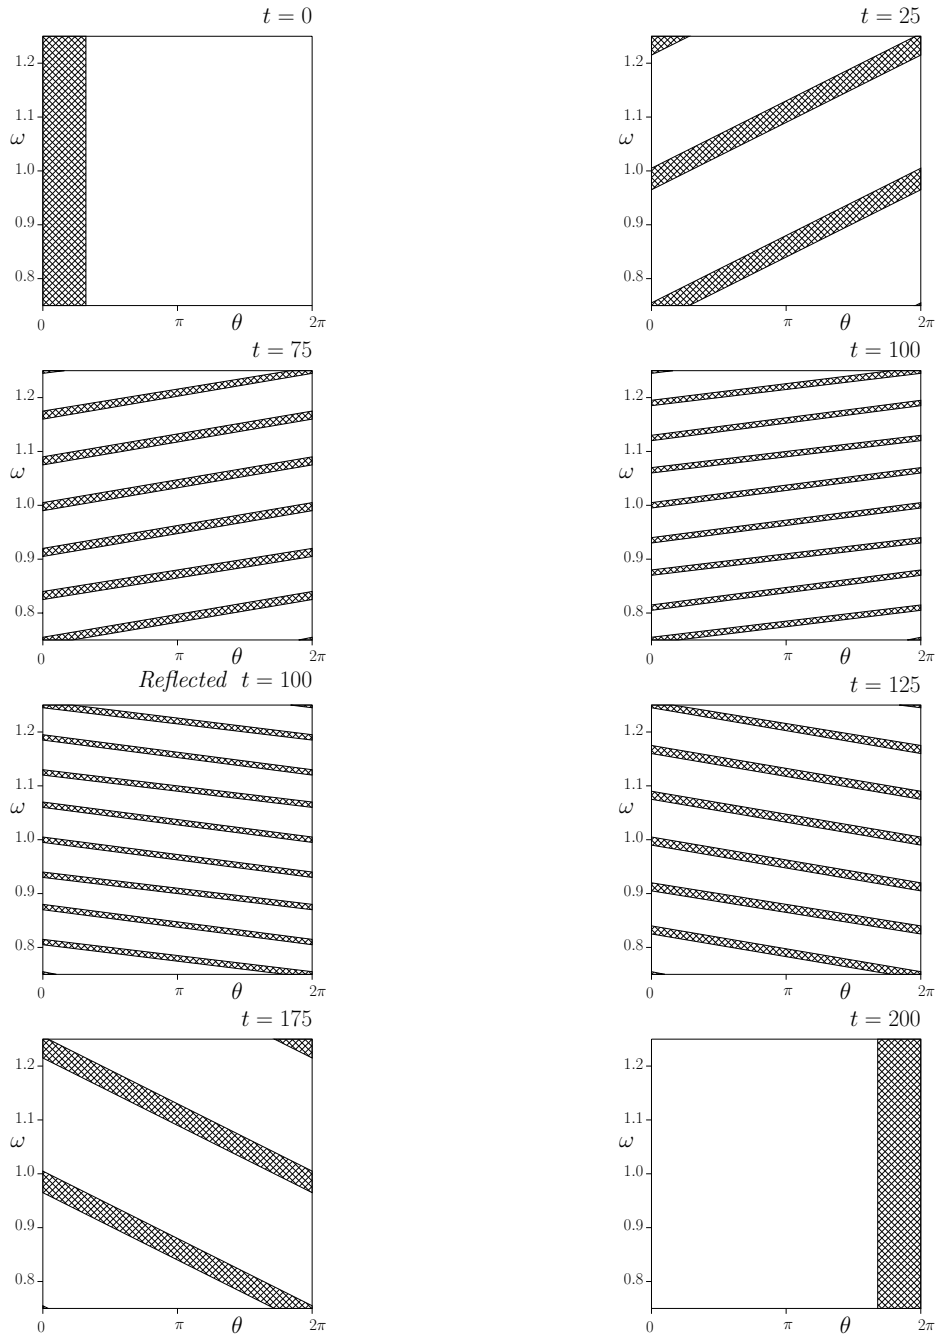 t = 0
t = 25
1.2
1.1
ω
1.0
0.9
0.8
0
π
θ
2π
1.2
1.1
ω
1.0
0.9
0.8
0
π
θ
2π
t = 75
t = 100
1.2
1.1
ω
1.0
0.9
0.8
0
π
θ
2π
1.2
1.1
ω
1.0
0.9
0.8
0
π
θ
2π
Reflected t = 100
t = 125
1.2
1.1
ω
1.0
0.9
0.8
0
π
θ
2π
1.2
1.1
ω
1.0
0.9
0.8
0
π
θ
2π
t = 175
t = 200
1.2
1.1
ω
1.0
0.9
0.8
0
π
θ
2π
1.2
1.1
ω
1.0
0.9
0.8
0
π
θ
2π